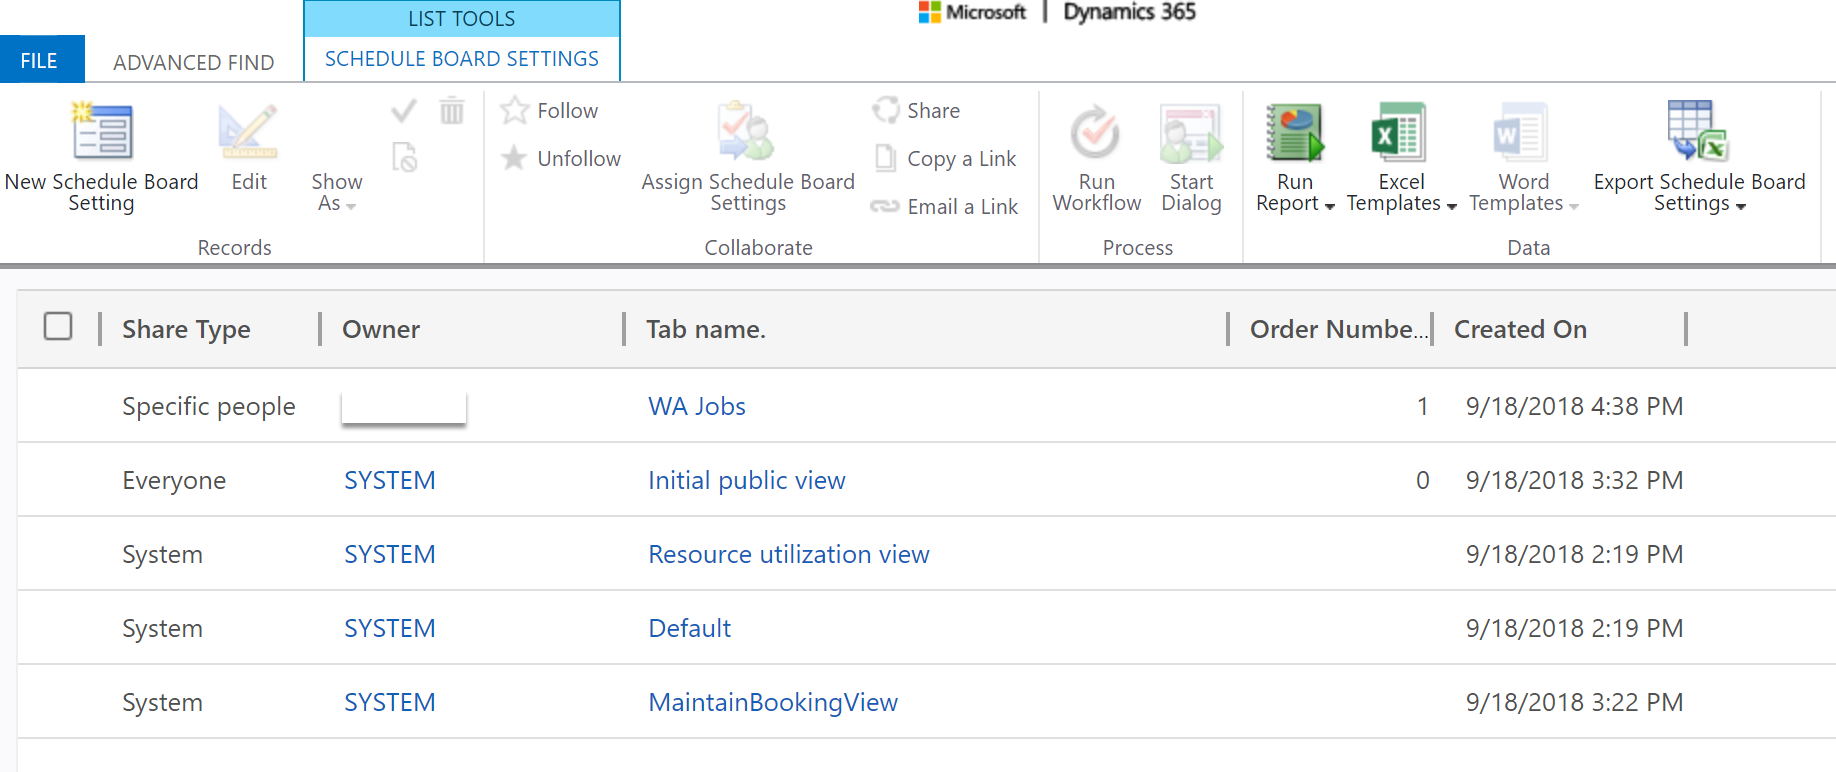 LIST TOOLS
Microsoft | Dynamics 365
FILE
ADVANCED FIND
SCHEDULE BOARD SETTINGS
New Schedule Board
Setting
Edit
Show
As
Records
Follow
Unfollow
Assign Schedule Board
Settings
Share
Copy a Link
Email a Link
Collaborate
Run
Workflow
Start
Dialog
Process
Run
Report
Excel
Templates
Word
Templates
Export Schedule Board
Settings
Data
Share Type Owner Tab name. Order Numbe... Created On
Specific people WA Jobs 1 9/18/2018 4:38 PM
Everyone SYSTEM Initial public view 0 9/18/2018 3:32 PM
System SYSTEM Resource utilization view 9/18/2018 2:19 PM
System SYSTEM Default 9/18/2018 2:19 PM
System SYSTEM MaintainBookingView 9/18/2018 3:22 PM